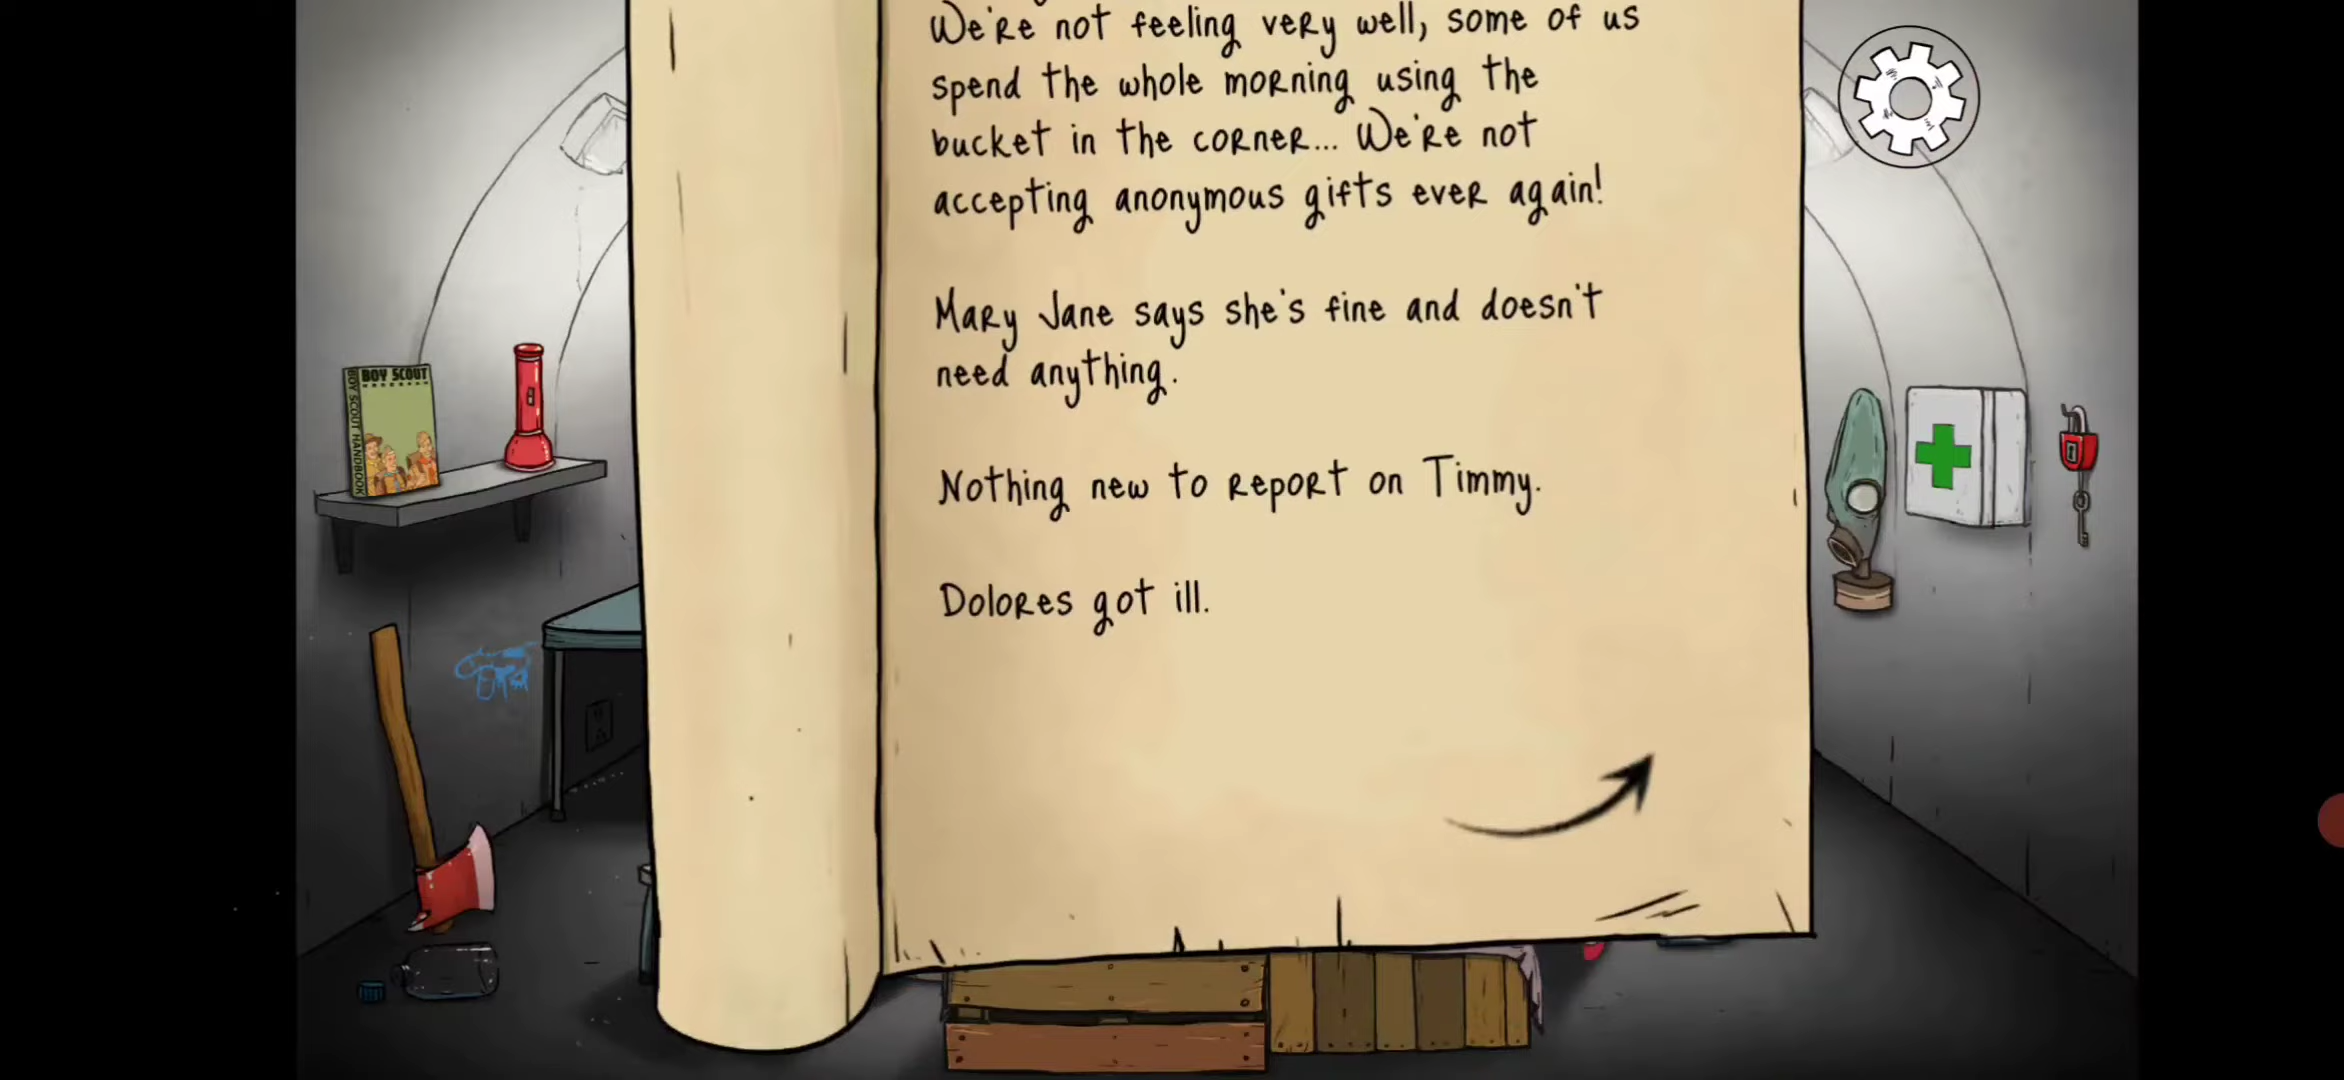 We're not feeling very well, some of us
spend the whole morning using the
bucket in the corner... We're not
accepting anonymous gifts ever again!
Mary Jane says she's fine and doesn't
need anything.
Nothing new to report on Timmy.
Dolores got ill.
BOY SCOUT
BOY SCOUT HANDBOOK